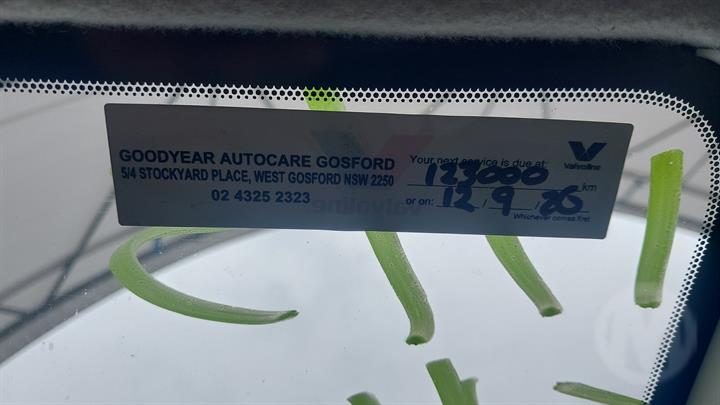 GOODYEAR AUTOCARE GOSFORD
5/4 STOCKYARD PLACE, WEST GOSFORD NSW 2250
02 4325 2323
Your next service is due at:
123000 km
or on: 12 / 9 / 26
Whichever comes first
Valvoline
Valvoline